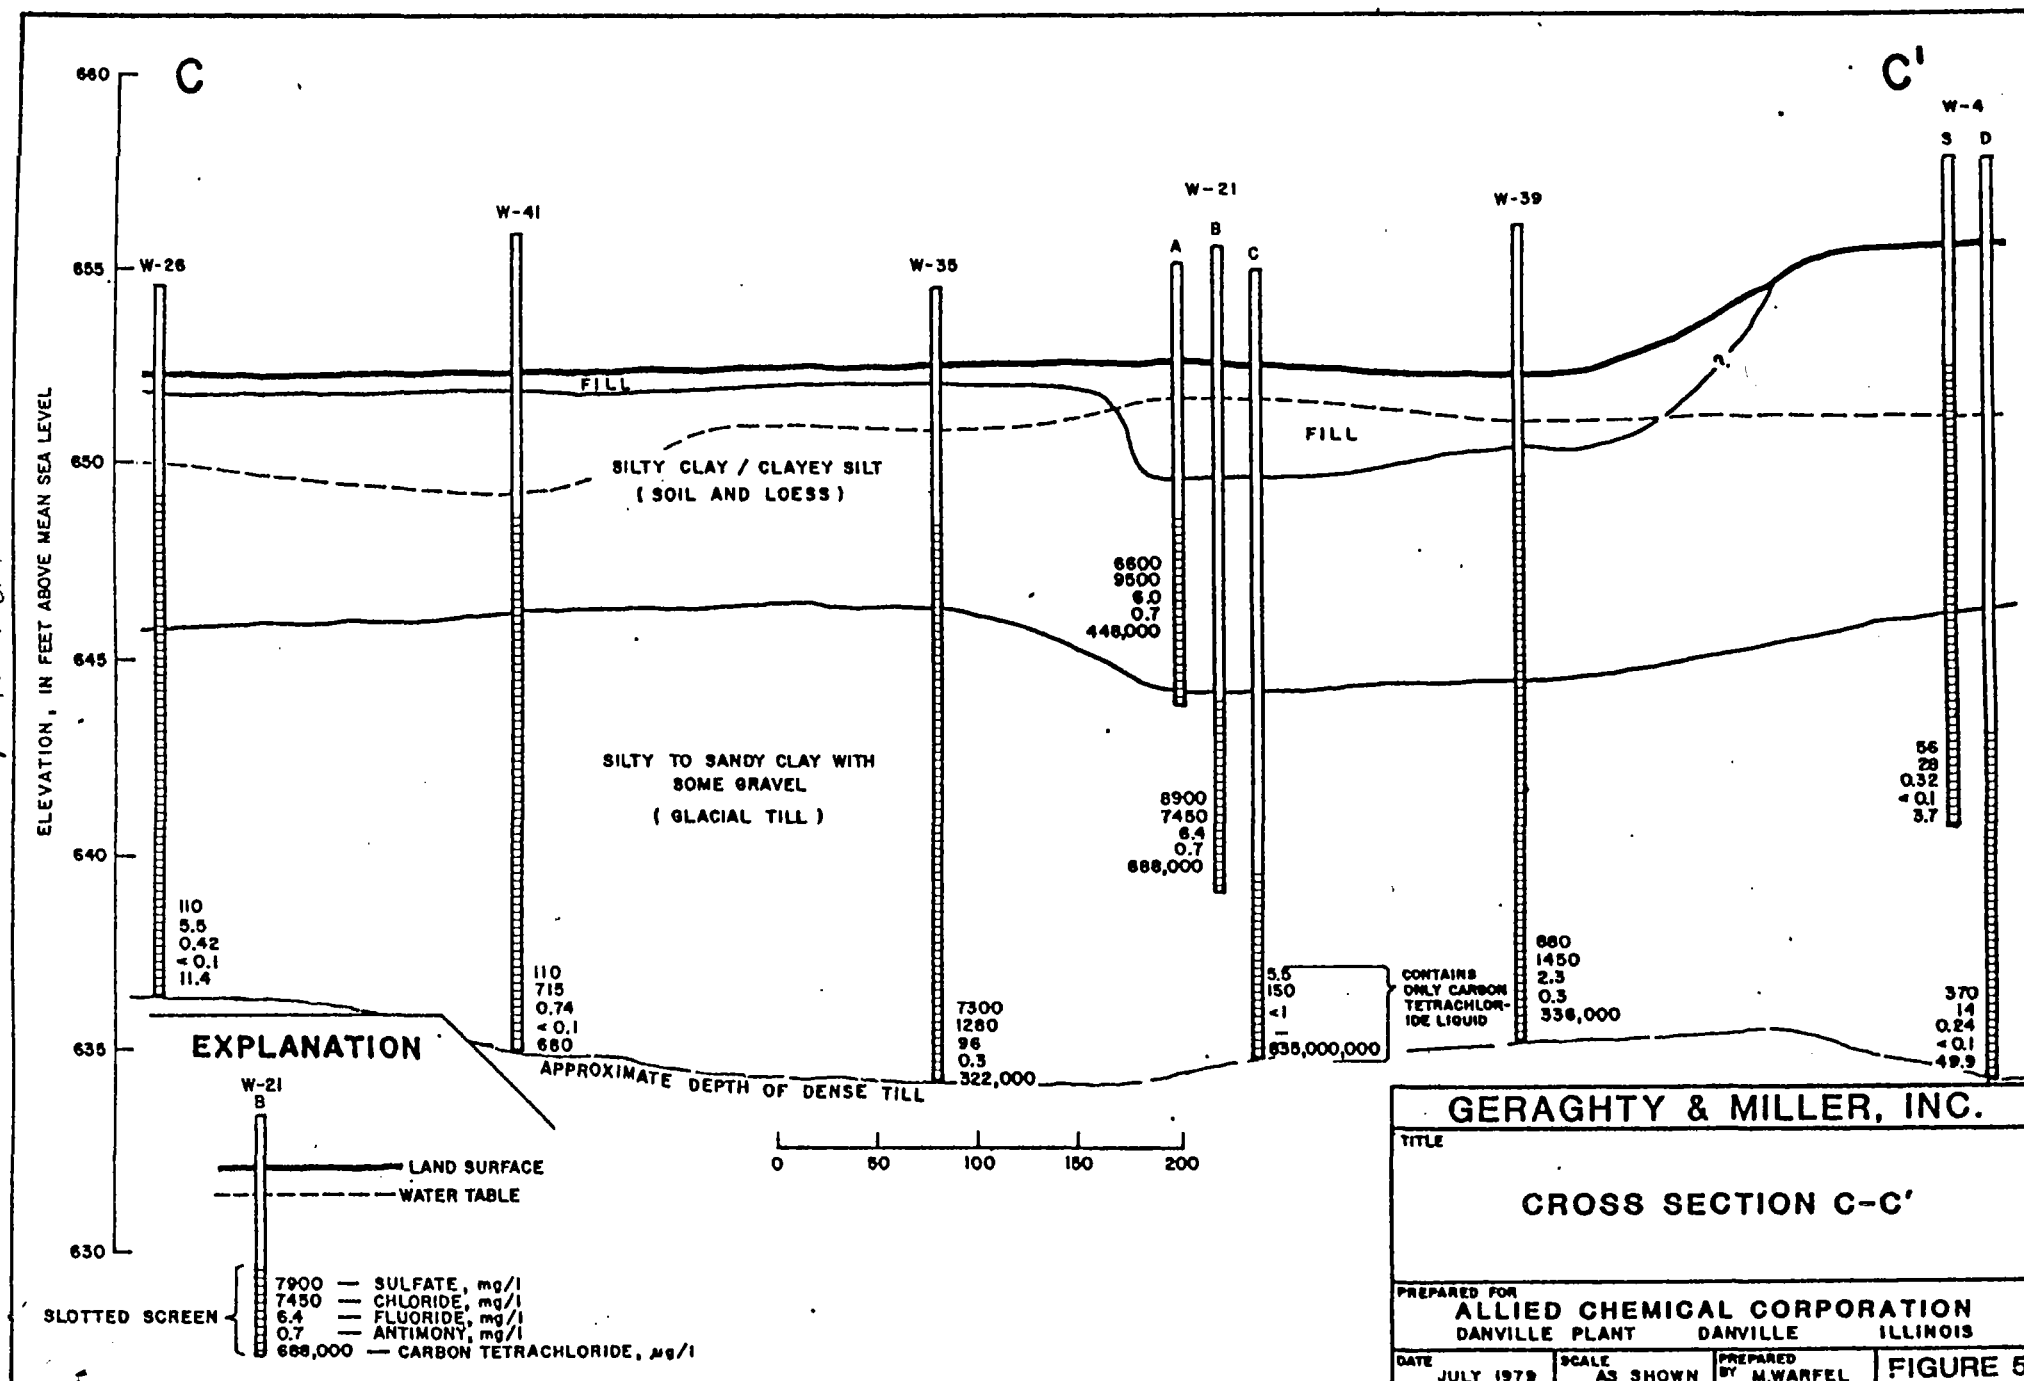 C
C'
660
655
650
645
640
635
630
ELEVATION, IN FEET ABOVE MEAN SEA LEVEL
W-26
W-41
W-35
W-21
A
B
C
W-39
W-4
S D
FILL
SILTY CLAY / CLAYEY SILT
( SOIL AND LOESS )
FILL
?
SILTY TO SANDY CLAY WITH
SOME GRAVEL
( GLACIAL TILL )
110
5.5
0.42
< 0.1
11.4
110
715
0.74
< 0.1
680
7300
1280
96
0.3
322,000
6600
9500
6.0
0.7
448,000
8900
7450
6.4
0.7
688,000
5.5
150
<1
—
635,000,000
CONTAINS
ONLY CARBON
TETRACHLOR-
IDE LIQUID
680
1450
2.3
0.3
336,000
56
28
0.32
< 0.1
3.7
370
14
0.24
< 0.1
49.9
APPROXIMATE DEPTH OF DENSE TILL
0 50 100 150 200
EXPLANATION
W-21
B
LAND SURFACE
WATER TABLE
SLOTTED SCREEN
7900 — SULFATE, mg/l
7450 — CHLORIDE, mg/l
6.4 — FLUORIDE, mg/l
0.7 — ANTIMONY, mg/l
688,000 — CARBON TETRACHLORIDE, µg/l
GERAGHTY & MILLER, INC.
TITLE
CROSS SECTION C-C'
PREPARED FOR
ALLIED CHEMICAL CORPORATION
DANVILLE PLANT DANVILLE ILLINOIS
DATE JULY 1979
SCALE AS SHOWN
PREPARED BY M.WARFEL
FIGURE 5